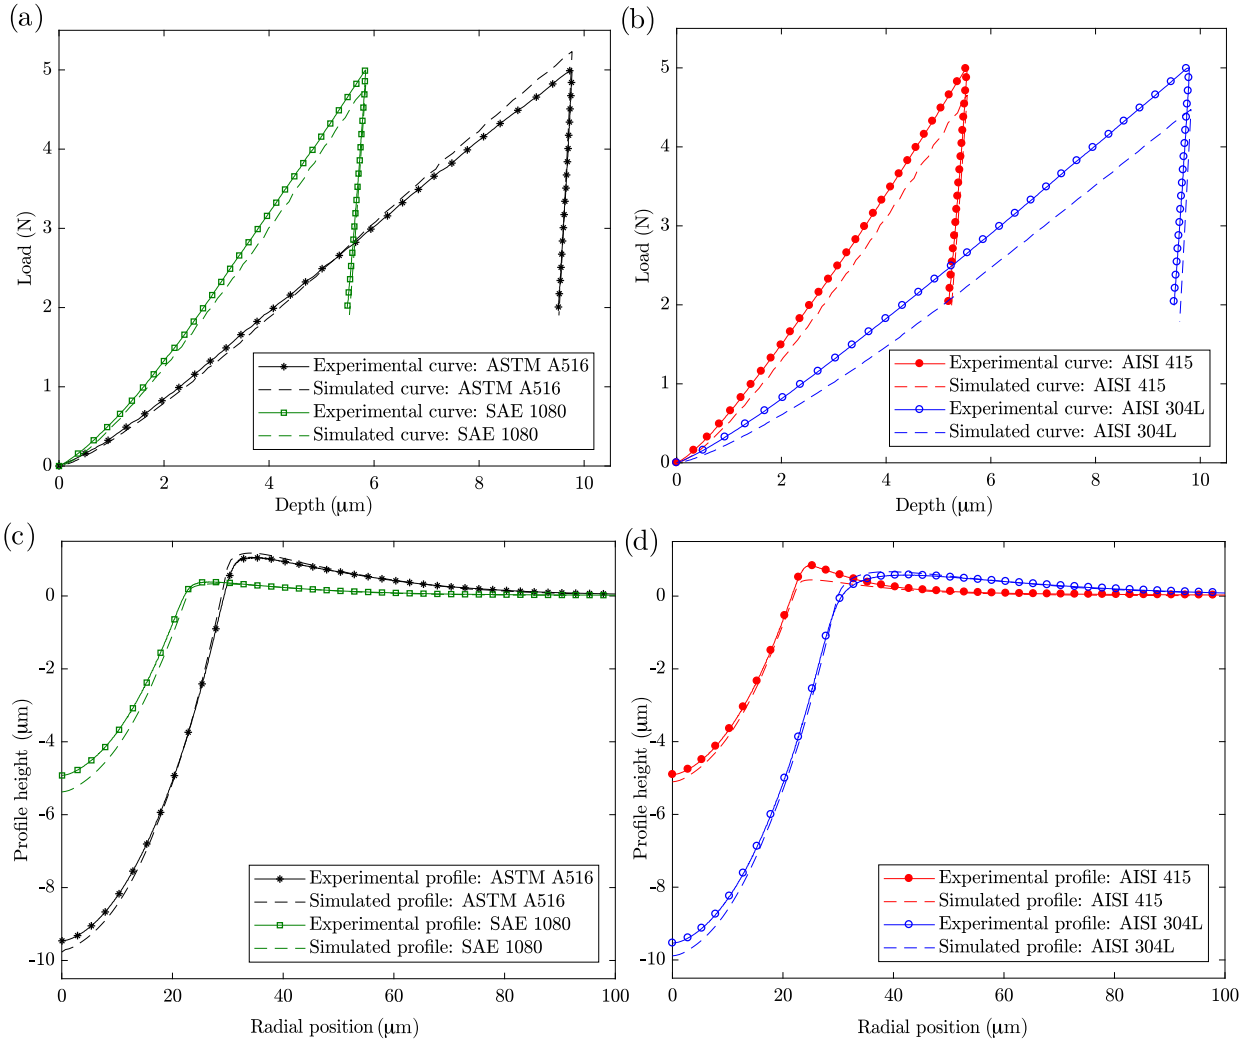 (a)
5
4
3
2
1
0
Load (N)
0 2 4 6 8 10
Depth (μm)
Experimental curve: ASTM A516
Simulated curve: ASTM A516
Experimental curve: SAE 1080
Simulated curve: SAE 1080
(b)
5
4
3
2
1
0
Load (N)
0 2 4 6 8 10
Depth (μm)
Experimental curve: AISI 415
Simulated curve: AISI 415
Experimental curve: AISI 304L
Simulated curve: AISI 304L
(c)
0
-2
-4
-6
-8
-10
Profile height (μm)
0 20 40 60 80 100
Radial position (μm)
Experimental profile: ASTM A516
Simulated profile: ASTM A516
Experimental profile: SAE 1080
Simulated profile: SAE 1080
(d)
0
-2
-4
-6
-8
-10
Profile height (μm)
0 20 40 60 80 100
Radial position (μm)
Experimental profile: AISI 415
Simulated profile: AISI 415
Experimental profile: AISI 304L
Simulated profile: AISI 304L